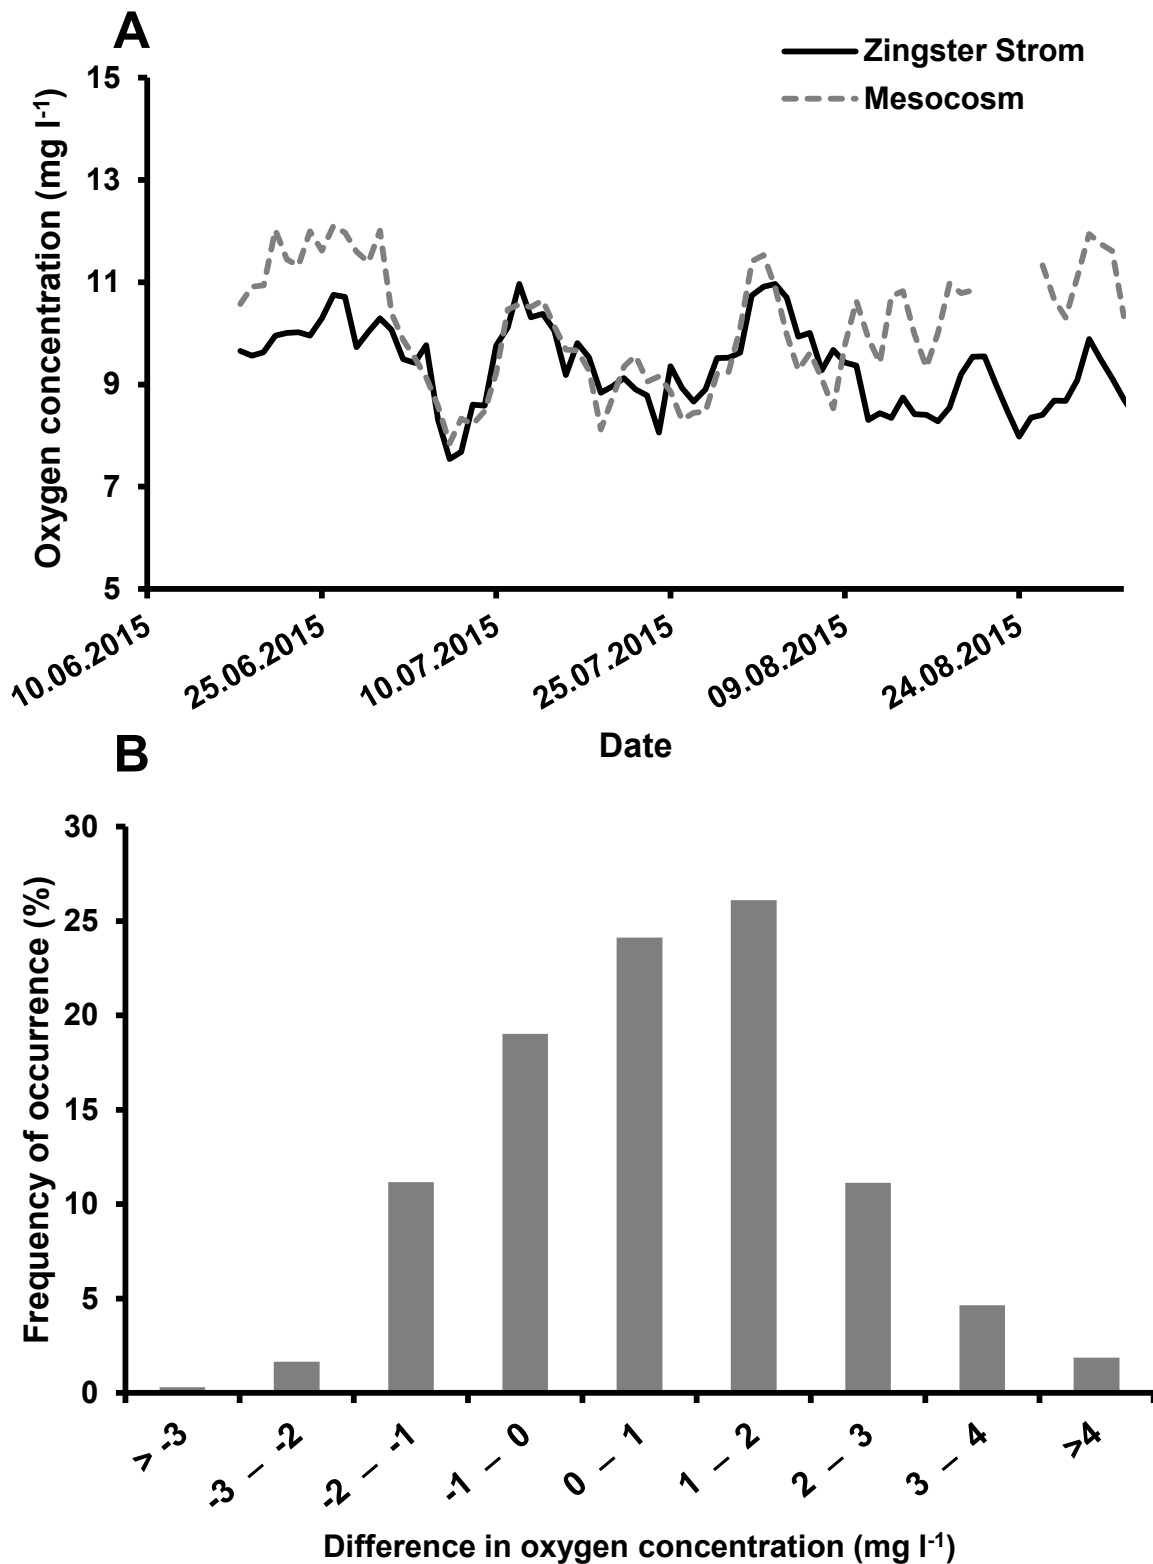 A
Zingster Strom
Mesocosm
Oxygen concentration (mg l-1)
15
13
11
9
7
5
10.06.2015
25.06.2015
10.07.2015
25.07.2015
09.08.2015
24.08.2015
Date
B
Frequency of occurrence (%)
30
25
20
15
10
5
0
> -3
-3 – -2
-2 – -1
-1 – 0
0 – 1
1 – 2
2 – 3
3 – 4
>4
Difference in oxygen concentration (mg l-1)